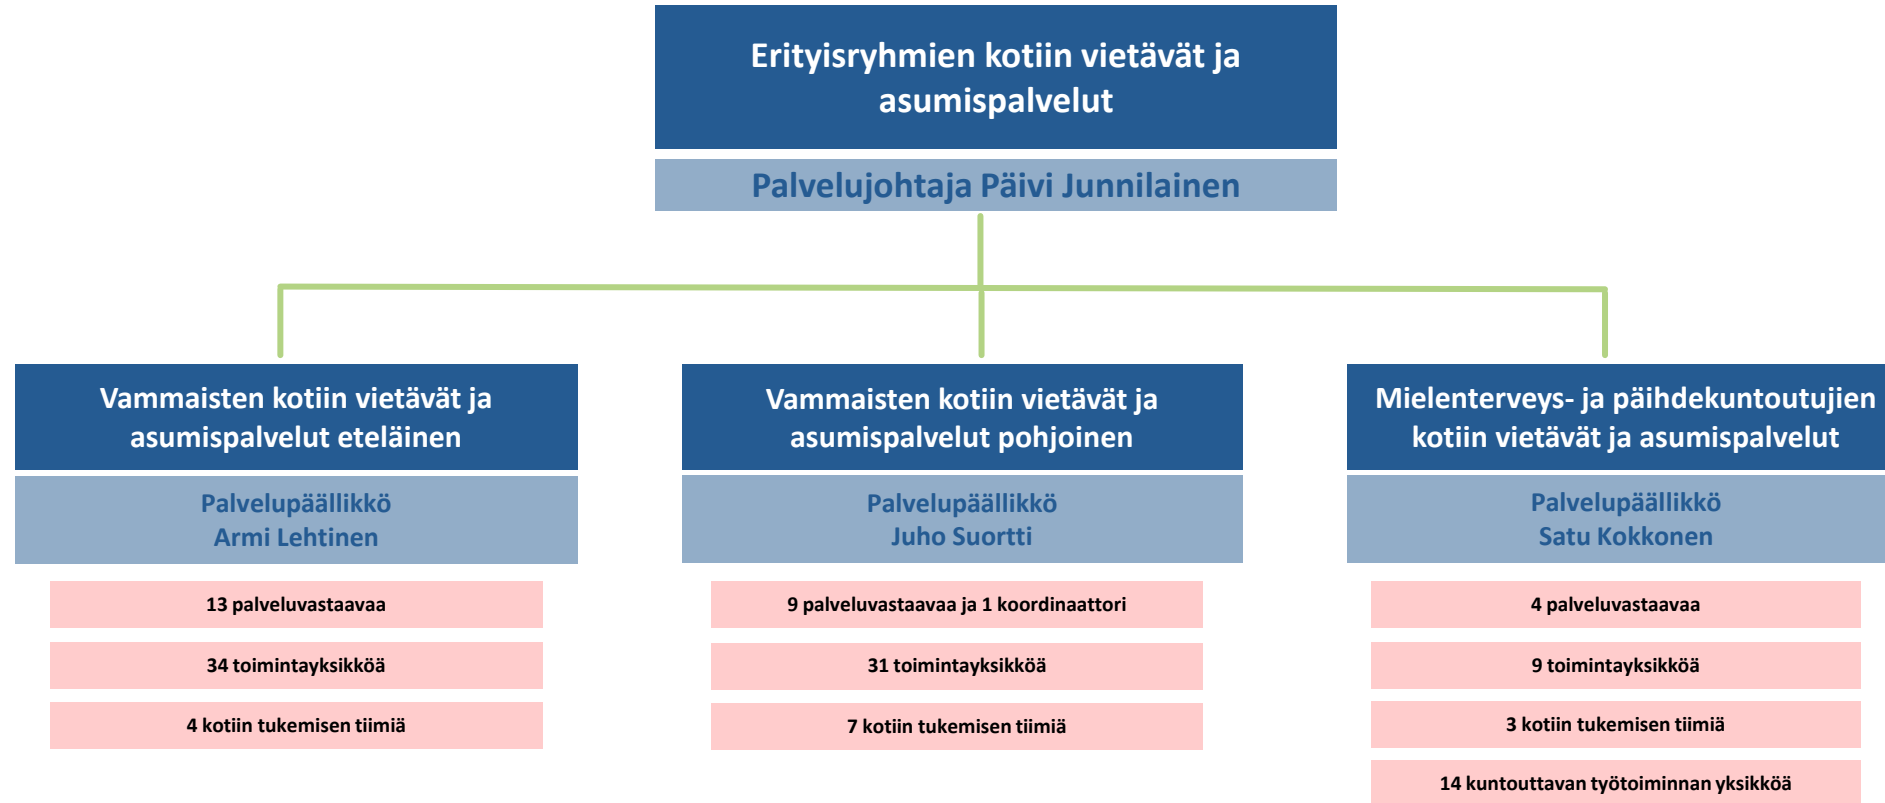 Erityisryhmien kotiin vietävät ja
asumispalvelut
Palvelujohtaja Päivi Junnilainen
Vammaisten kotiin vietävät ja
asumispalvelut eteläinen
Palvelupäällikkö
Armi Lehtinen
13 palveluvastaavaa
34 toimintayksikköä
4 kotiin tukemisen tiimiä
Vammaisten kotiin vietävät ja
asumispalvelut pohjoinen
Palvelupäällikkö
Juho Suortti
9 palveluvastaavaa ja 1 koordinaattori
31 toimintayksikköä
7 kotiin tukemisen tiimiä
Mielenterveys- ja päihdekuntoutujien
kotiin vietävät ja asumispalvelut
Palvelupäällikkö
Satu Kokkonen
4 palveluvastaavaa
9 toimintayksikköä
3 kotiin tukemisen tiimiä
14 kuntouttavan työtoiminnan yksikköä